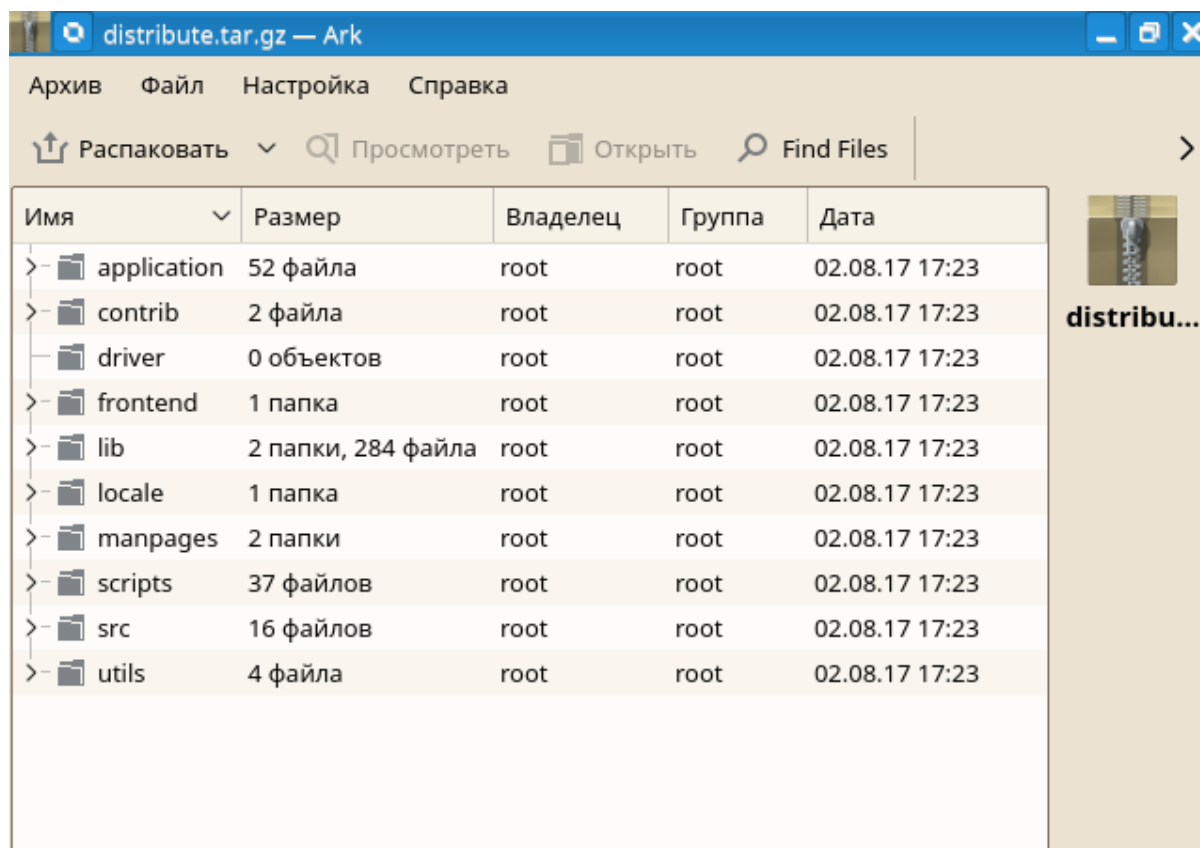 distribute.tar.gz — Ark
Архив Файл Настройка Справка
Распаковать Просмотреть Открыть Find Files
Имя Размер Владелец Группа Дата
application 52 файла root root 02.08.17 17:23
contrib 2 файла root root 02.08.17 17:23
distribu...
driver 0 объектов root root 02.08.17 17:23
frontend 1 папка root root 02.08.17 17:23
lib 2 папки, 284 файла root root 02.08.17 17:23
locale 1 папка root root 02.08.17 17:23
manpages 2 папки root root 02.08.17 17:23
scripts 37 файлов root root 02.08.17 17:23
src 16 файлов root root 02.08.17 17:23
utils 4 файла root root 02.08.17 17:23